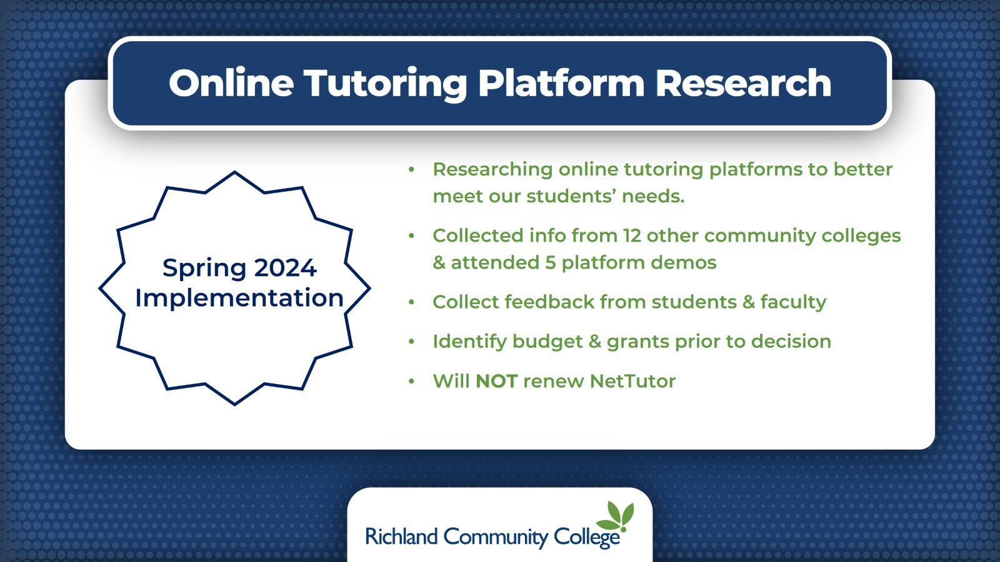 Online Tutoring Platform Research
Spring 2024
Implementation
• Researching online tutoring platforms to better
meet our students’ needs.
• Collected info from 12 other community colleges
& attended 5 platform demos
• Collect feedback from students & faculty
• Identify budget & grants prior to decision
• Will NOT renew NetTutor
Richland Community College